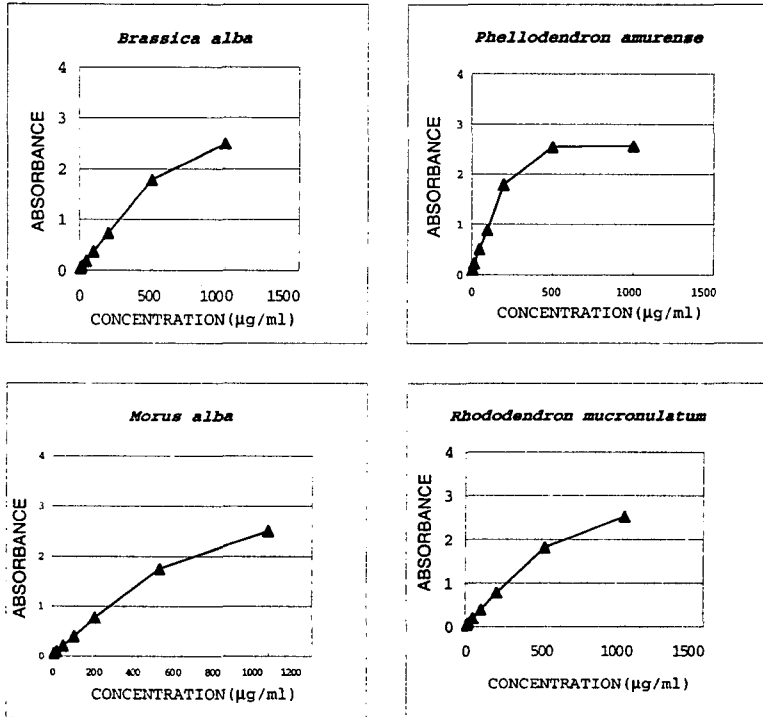 Brassica alba
4
3
2
1
0
ABSORBANCE
0 500 1000 1500
CONCENTRATION(µg/ml)
Phellodendron amurense
4
3
2
1
0
ABSORBANCE
0 500 1000 1500
CONCENTRATION(µg/ml)
Morus alba
4
3
2
1
0
ABSORBANCE
0 200 400 600 800 1000 1200
CONCENTRATION(µg/ml)
Rhododendron mucronulatum
4
3
2
1
0
ABSORBANCE
0 500 1000 1500
CONCENTRATION(µg/ml)